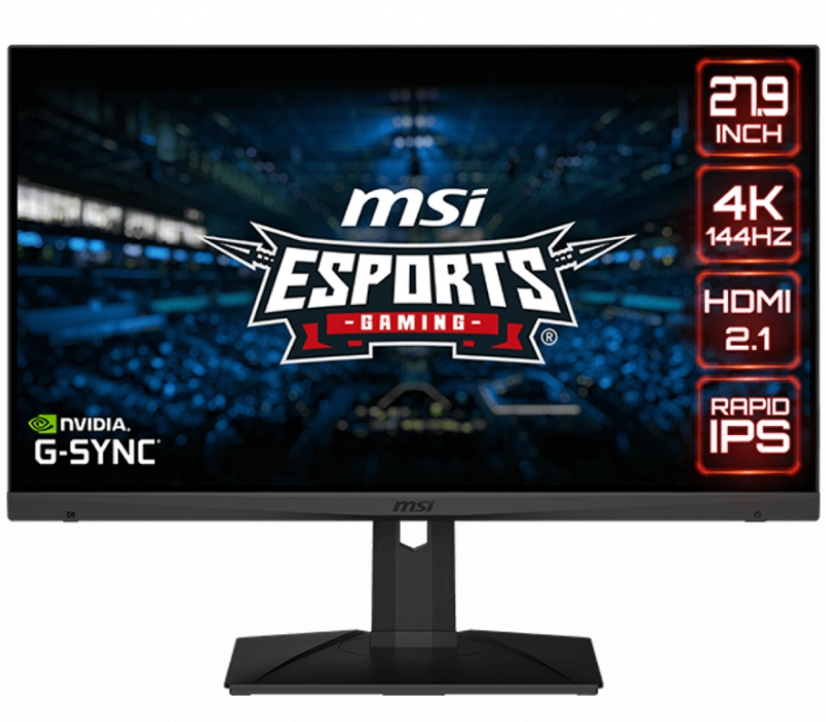 msi
ESPORTS
- GAMING -
®
NVIDIA.
G-SYNC
27.9
INCH
4K
144HZ
HDMI
2.1
RAPID
IPS
msi